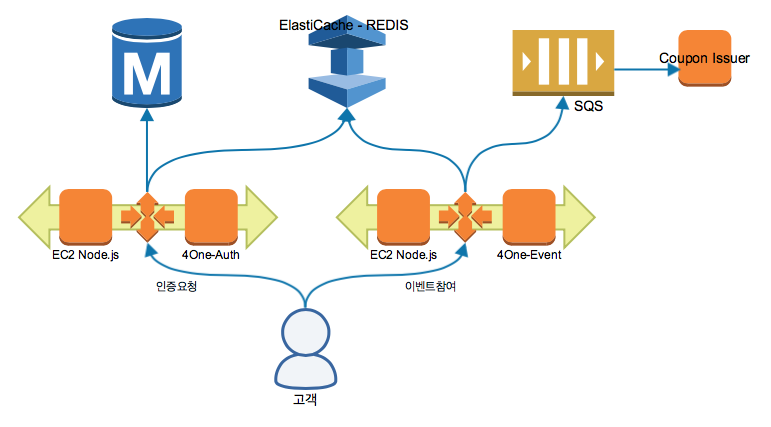 ElastiCache - REDIS
M
Coupon Issuer
SQS
EC2 Node.js
4One-Auth
EC2 Node.js
4One-Event
인증요청
이벤트참여
고객